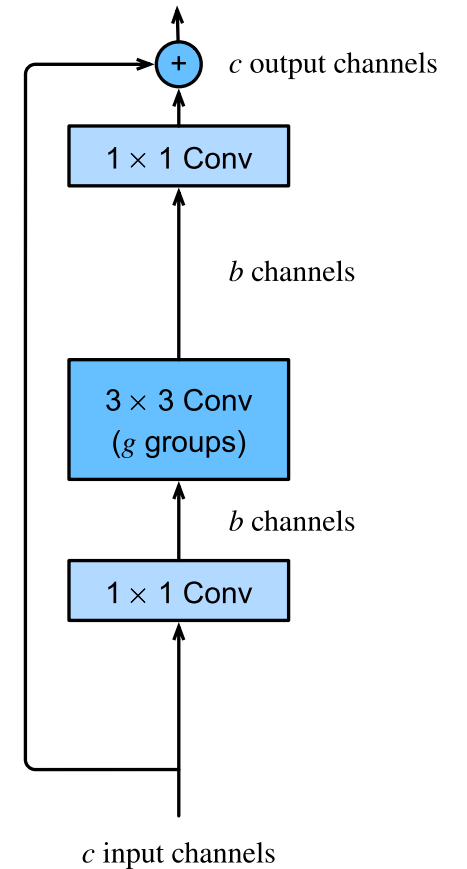 +
c output channels
1 × 1 Conv
b channels
3 × 3 Conv
(g groups)
b channels
1 × 1 Conv
c input channels